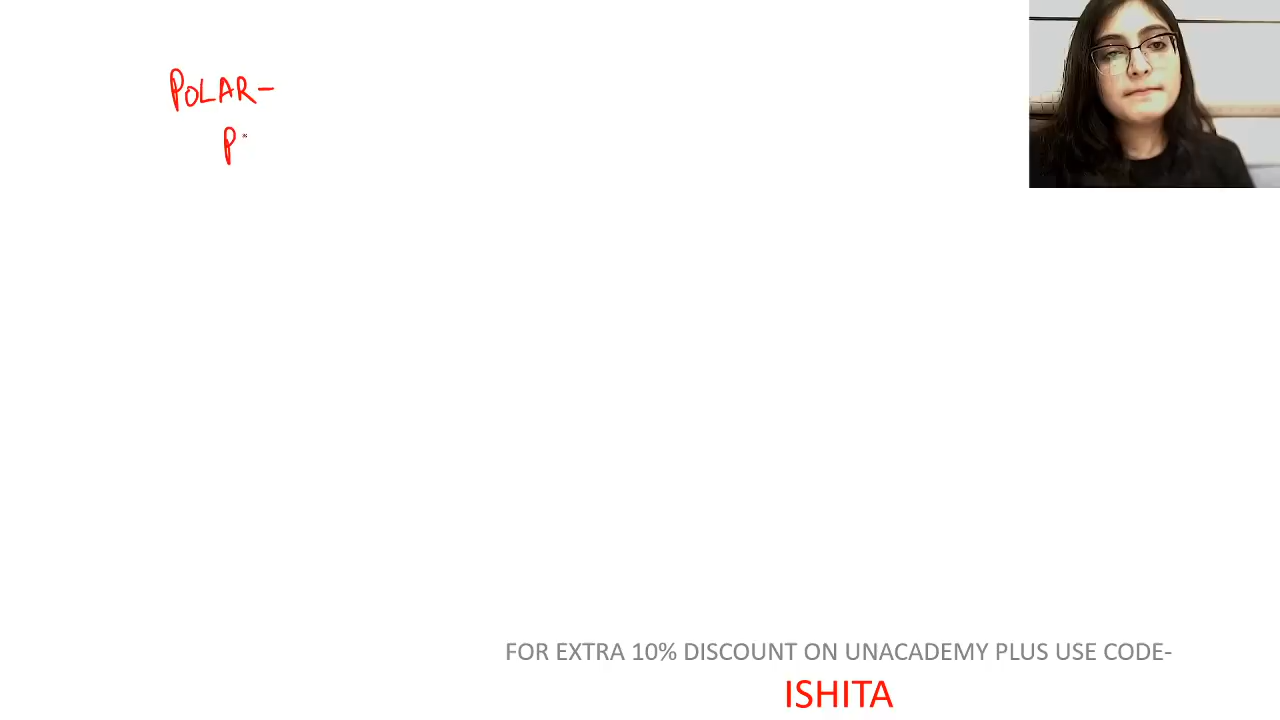 POLAR-
P
FOR EXTRA 10% DISCOUNT ON UNACADEMY PLUS USE CODE-
ISHITA